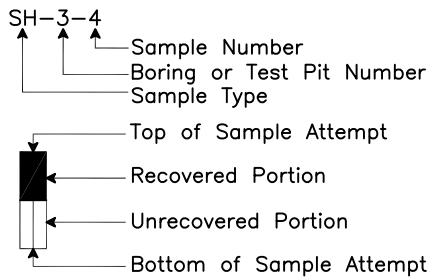 SH-3-4
Sample Number
Boring or Test Pit Number
Sample Type
Top of Sample Attempt
Recovered Portion
Unrecovered Portion
Bottom of Sample Attempt